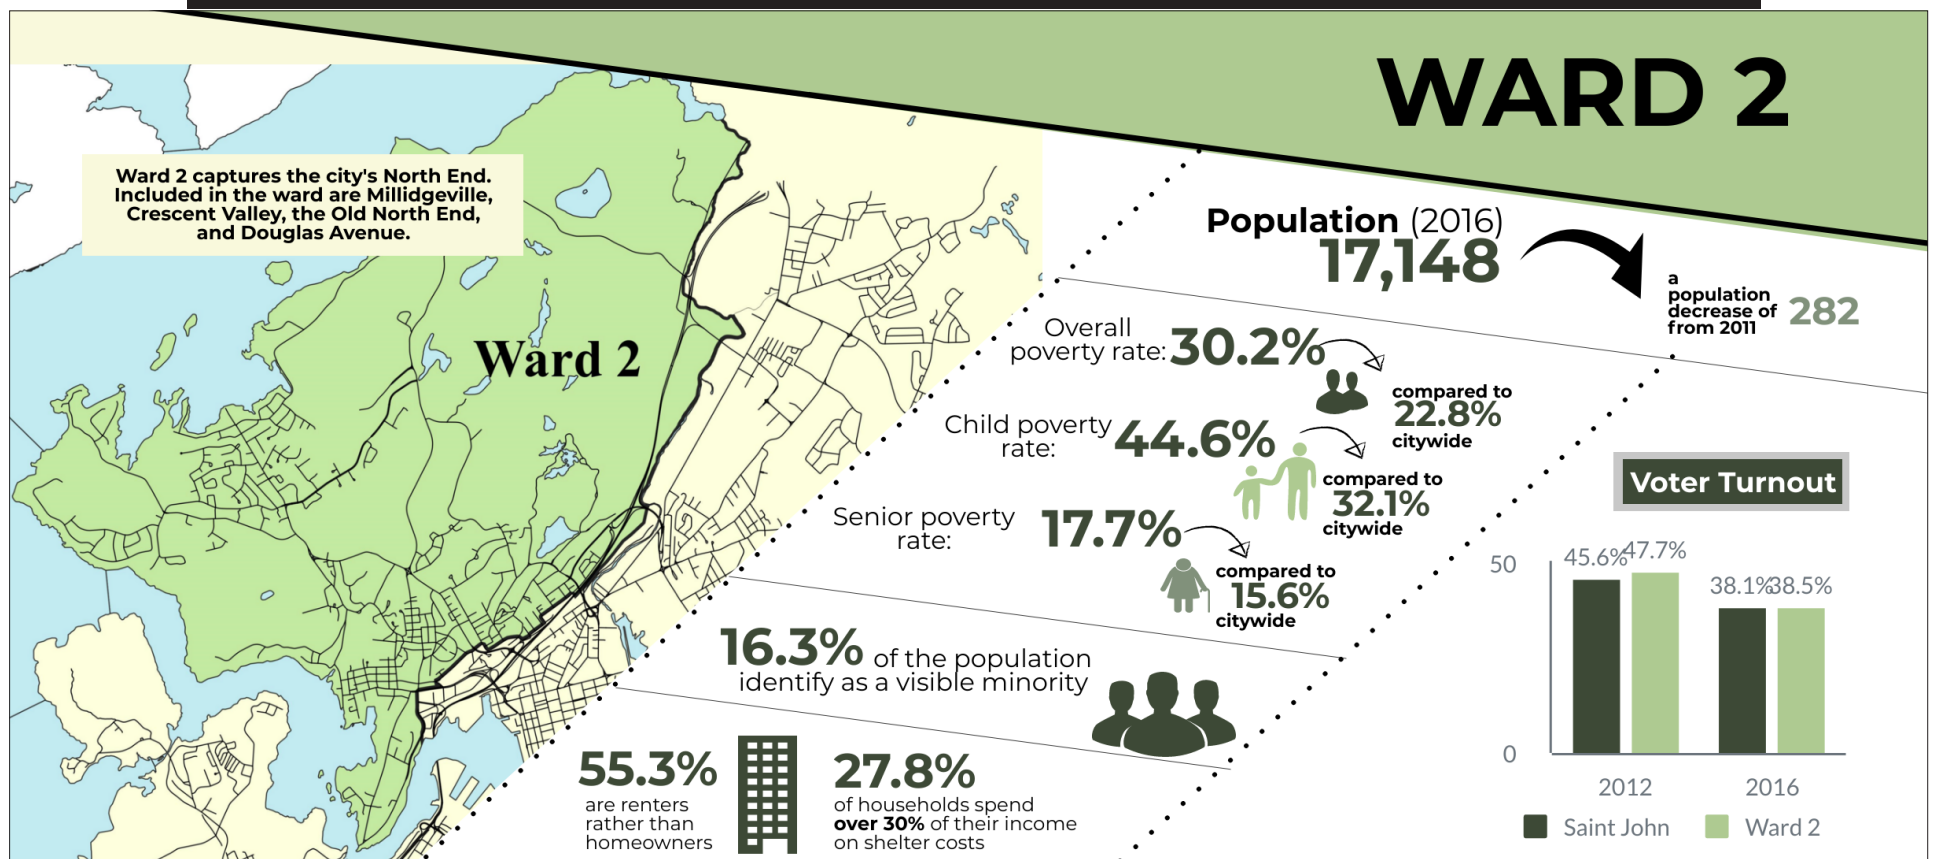 WARD 2
Ward 2 captures the city's North End.
Included in the ward are Millidgeville,
Crescent Valley, the Old North End,
and Douglas Avenue.
Ward 2
Population (2016)
17,148
a
population
decrease of
from 2011
282
Overall
poverty rate:
30.2%
compared to
22.8%
citywide
Child poverty
rate:
44.6%
compared to
32.1%
citywide
Senior poverty
rate:
17.7%
compared to
15.6%
citywide
16.3% of the population
identify as a visible minority
55.3%
are renters
rather than
homeowners
27.8%
of households spend
over 30% of their income
on shelter costs
Voter Turnout
50
0
45.6%
47.7%
38.1%
38.5%
2012
2016
Saint John
Ward 2